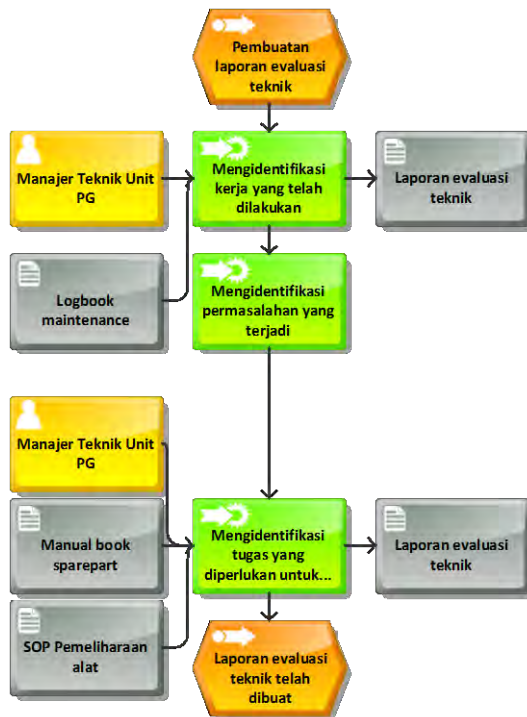 Pembuatan
laporan evaluasi
teknik
Manajer Teknik Unit
PG
Mengidentifikasi
kerja yang telah
dilakukan
Laporan evaluasi
teknik
Logbook
maintenance
Mengidentifikasi
permasalahan yang
terjadi
Manajer Teknik Unit
PG
Manual book
sparepart
Mengidentifikasi
tugas yang
diperlukan untuk...
Laporan evaluasi
teknik
SOP Pemeliharaan
alat
Laporan evaluasi
teknik telah
dibuat